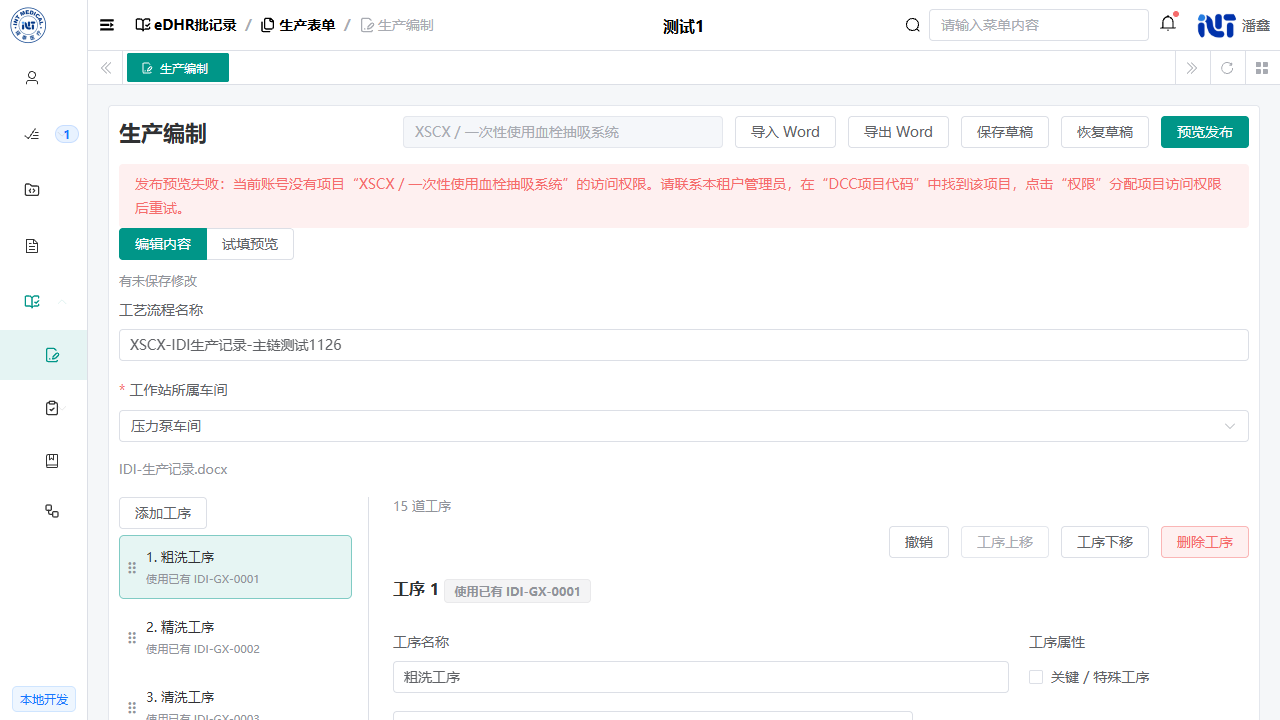 eDHR批记录 / 生产表单 / 生产编制
测试1
请输入菜单内容
潘鑫
生产编制
1
生产编制
XSCX / 一次性使用血栓抽吸系统
导入 Word
导出 Word
保存草稿
恢复草稿
预览发布
发布预览失败：当前账号没有项目“XSCX / 一次性使用血栓抽吸系统”的访问权限。请联系本租户管理员，在“DCC项目代码”中找到该项目，点击“权限”分配项目访问权限
后重试。
编辑内容
试填预览
有未保存修改
工艺流程名称
XSCX-IDI生产记录-主链测试1126
* 工作站所属车间
压力泵车间
IDI-生产记录.docx
添加工序
15 道工序
撤销
工序上移
工序下移
删除工序
1. 粗洗工序
使用已有 IDI-GX-0001
2. 精洗工序
使用已有 IDI-GX-0002
3. 清洗工序
使用已有 IDI-GX-0003
工序 1
使用已有 IDI-GX-0001
工序名称
粗洗工序
工序属性
关键 / 特殊工序
本地开发